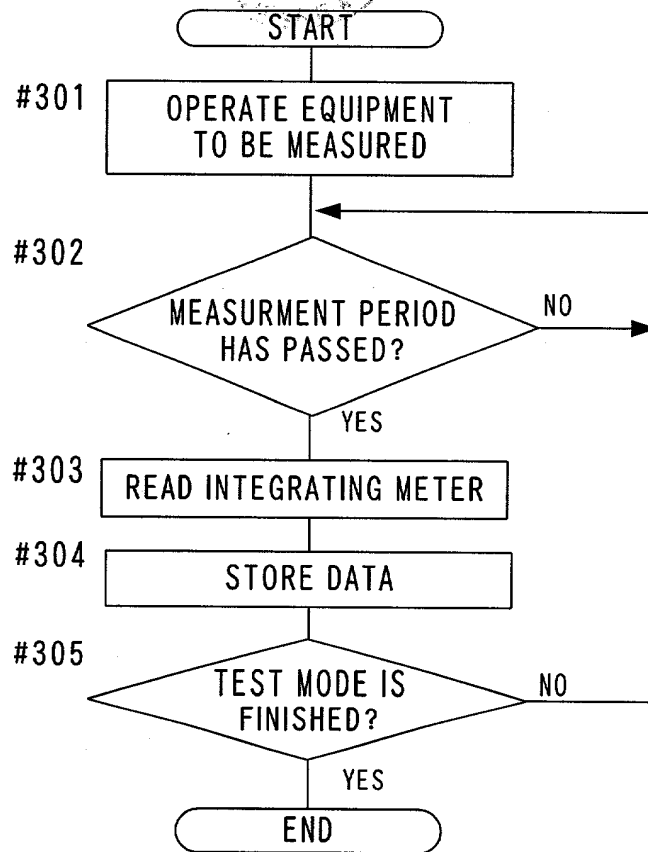 START
#301
OPERATE EQUIPMENT
TO BE MEASURED
#302
MEASURMENT PERIOD
HAS PASSED?
NO
YES
#303
READ INTEGRATING METER
#304
STORE DATA
#305
TEST MODE IS
FINISHED?
NO
YES
END